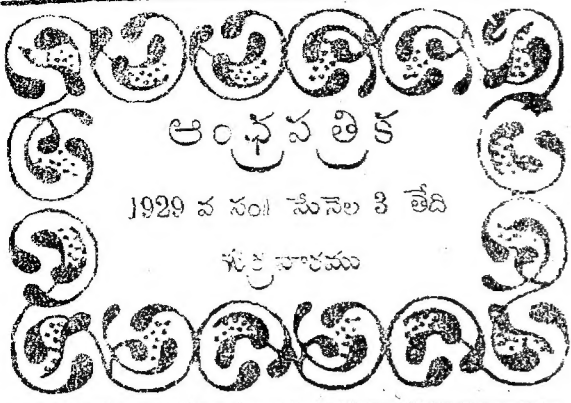 ఆంధ్రపత్రిక
1929 వ సం॥ మేనెల 3 తేది
శుక్రవారము